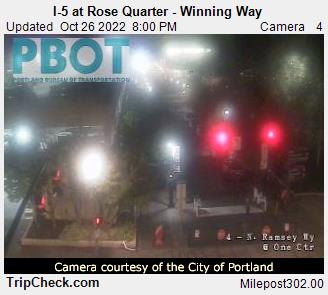 I-5 at Rose Quarter - Winning Way
Updated Oct 26 2022 8:00 PM Camera 4
PBOT
PORTLAND BUREAU OF TRANSPORTATION
4 - N. Ramsey Wy
@ One Ctr
Camera courtesy of the City of Portland
TripCheck.com Milepost302.00